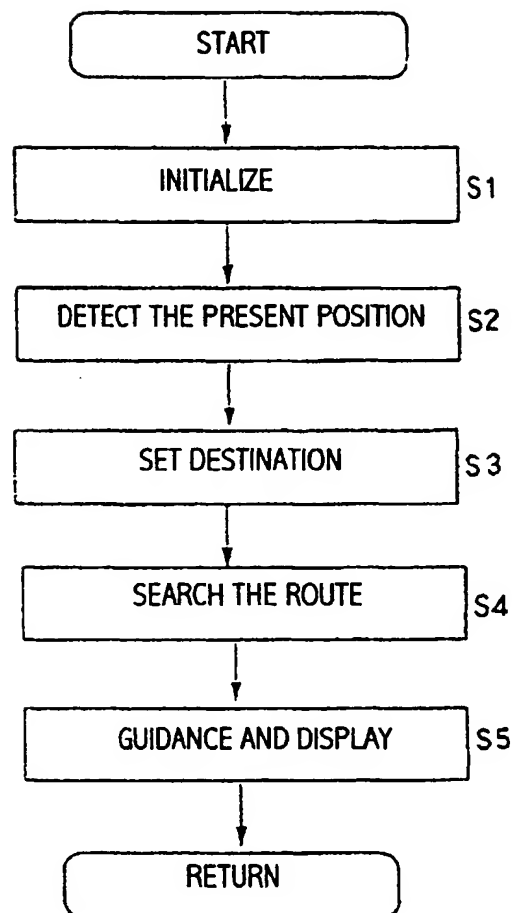 START
INITIALIZE S1
DETECT THE PRESENT POSITION S2
SET DESTINATION S3
SEARCH THE ROUTE S4
GUIDANCE AND DISPLAY S5
RETURN